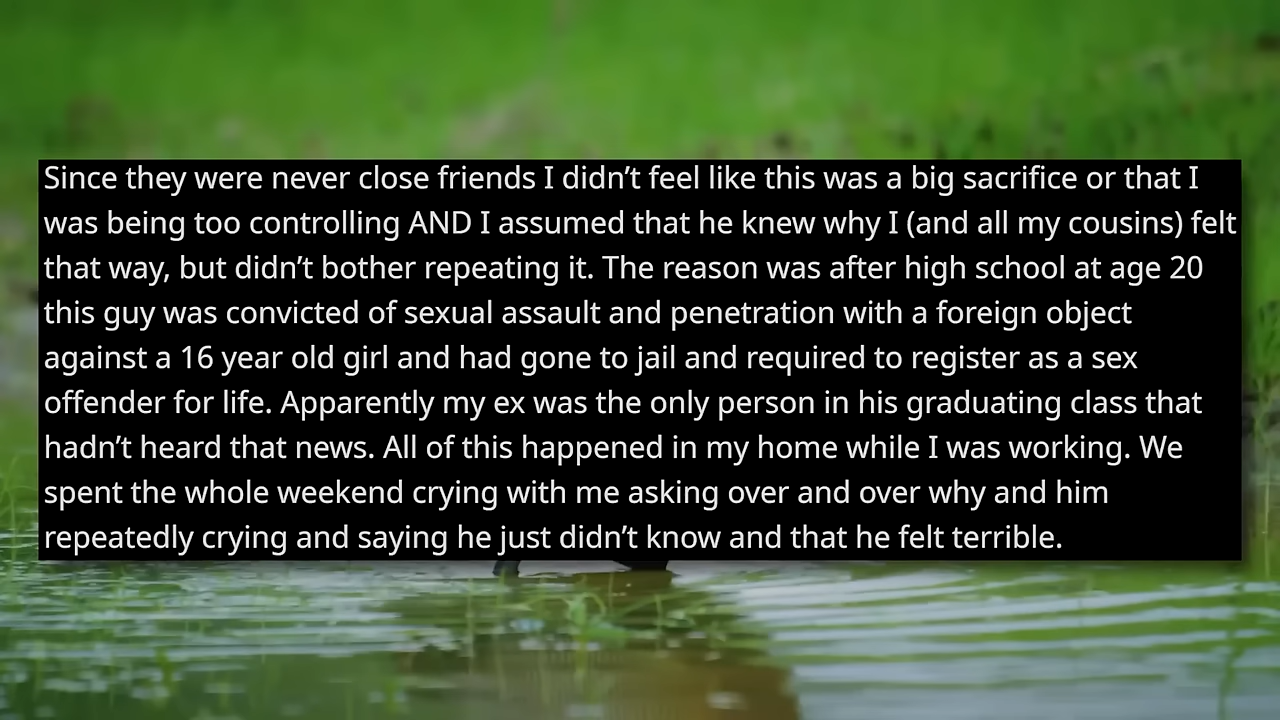 Since they were never close friends I didn’t feel like this was a big sacrifice or that I
was being too controlling AND I assumed that he knew why I (and all my cousins) felt
that way, but didn’t bother repeating it. The reason was after high school at age 20
this guy was convicted of sexual assault and penetration with a foreign object
against a 16 year old girl and had gone to jail and required to register as a sex
offender for life. Apparently my ex was the only person in his graduating class that
hadn’t heard that news. All of this happened in my home while I was working. We
spent the whole weekend crying with me asking over and over why and him
repeatedly crying and saying he just didn’t know and that he felt terrible.